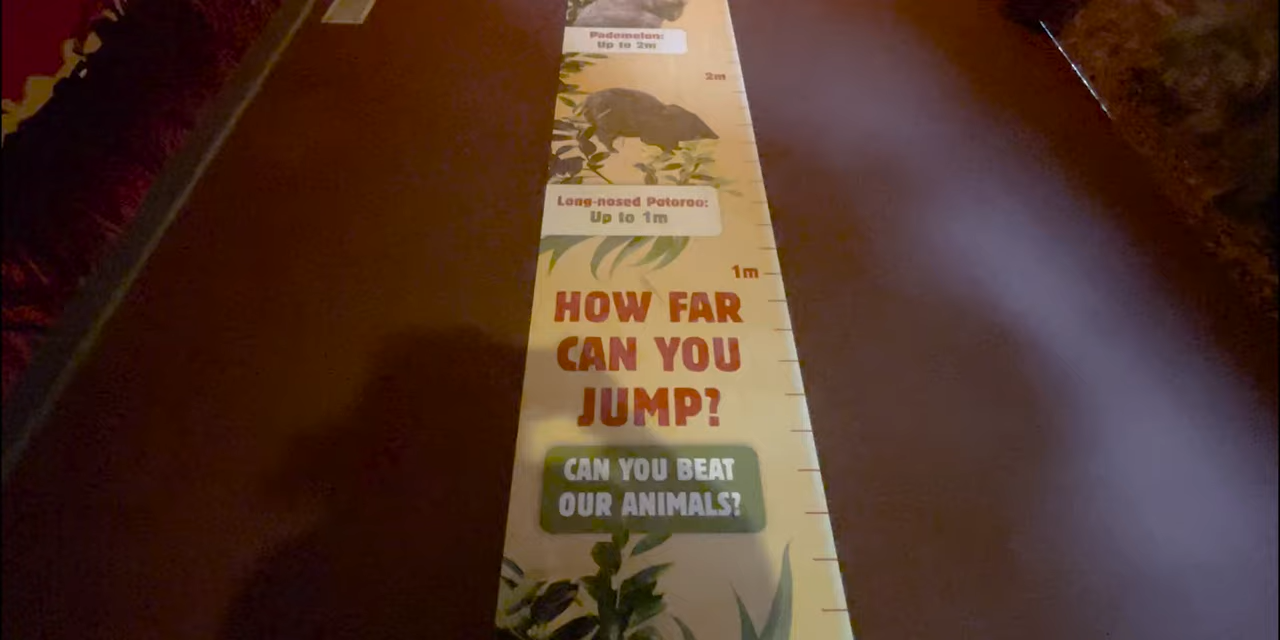 Pademelon:
Up to 2m
2m
Long-nosed Potoroo:
Up to 1m
1m
HOW FAR
CAN YOU
JUMP?
CAN YOU BEAT
OUR ANIMALS?